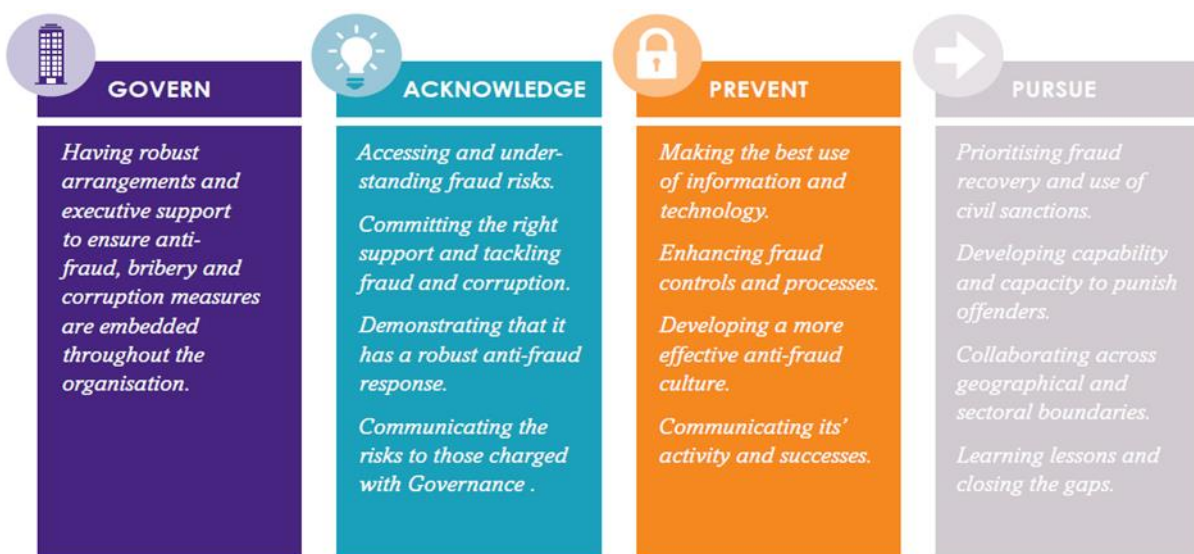 GOVERN
Having robust
arrangements and
executive support
to ensure anti-
fraud, bribery and
corruption measures
are embedded
throughout the
organisation.
ACKNOWLEDGE
Accessing and under-
standing fraud risks.
Committing the right
support and tackling
fraud and corruption.
Demonstrating that it
has a robust anti-fraud
response.
Communicating the
risks to those charged
with Governance .
PREVENT
Making the best use
of information and
technology.
Enhancing fraud
controls and processes.
Developing a more
effective anti-fraud
culture.
Communicating its’
activity and successes.
PURSUE
Prioritising fraud
recovery and use of
civil sanctions.
Developing capability
and capacity to punish
offenders.
Collaborating across
geographical and
sectoral boundaries.
Learning lessons and
closing the gaps.